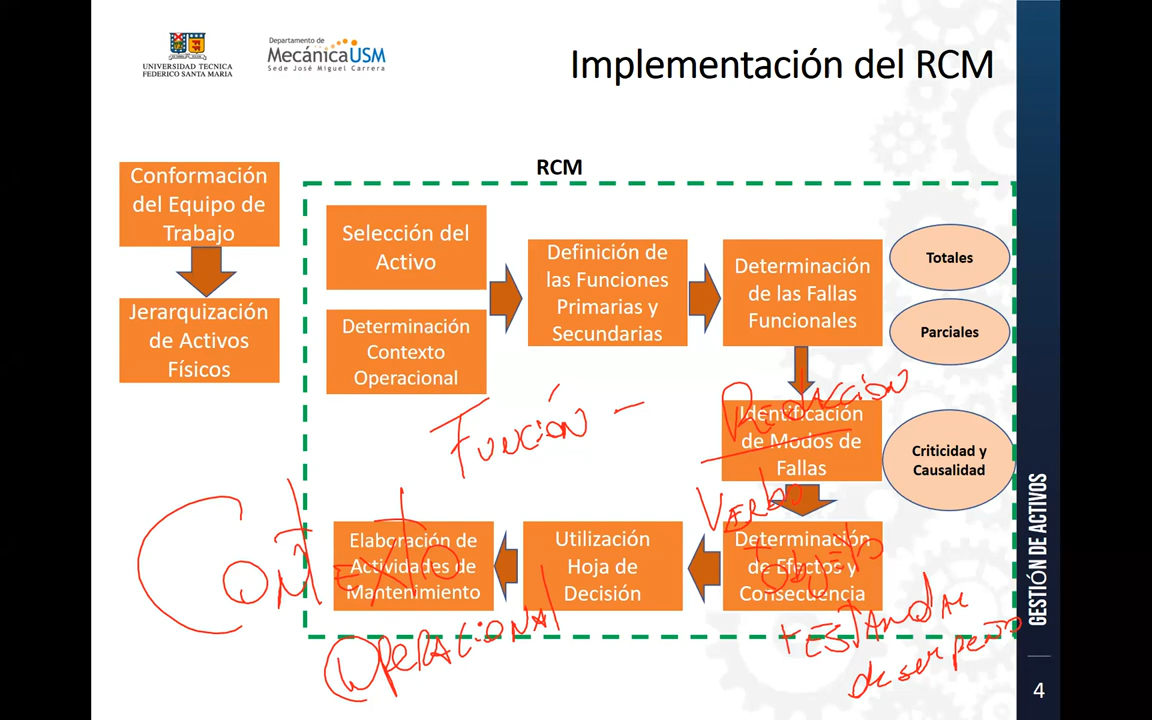 UNIVERSIDAD TECNICA
FEDERICO SANTA MARIA
Departamento de
MecánicaUSM
Sede José Miguel Carrera
Implementación del RCM
RCM
Conformación
del Equipo de
Trabajo
Jerarquización
de Activos
Físicos
Selección del
Activo
Determinación
Contexto
Operacional
Definición de
las Funciones
Primarias y
Secundarias
Determinación
de las Fallas
Funcionales
Totales
Parciales
Identificación
de Modos de
Fallas
Criticidad y
Causalidad
Determinación
de Efectos y
Consecuencia
Utilización
Hoja de
Decisión
Elaboración de
Actividades de
Mantenimiento
Función –
Redacción
Verbo
+ Objeto
+ Estándar
desempeño
Contexto
Operacional
GESTIÓN DE ACTIVOS
4